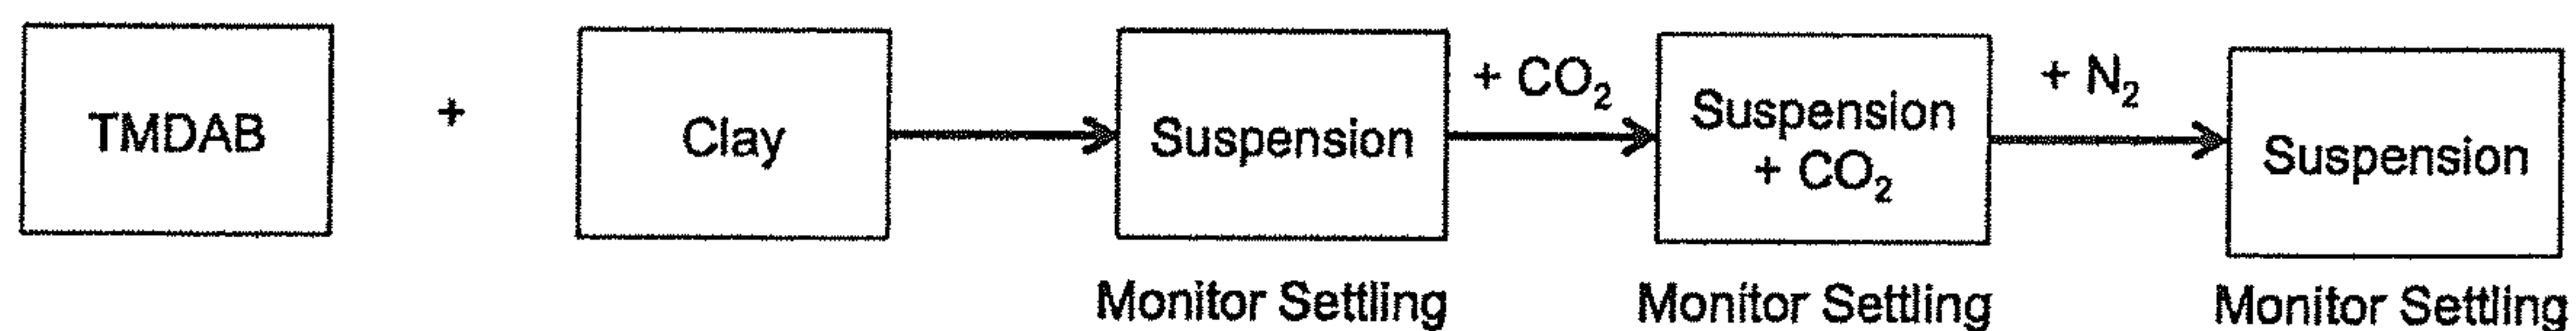 TMDAB
+
Clay
Suspension
+ CO₂
Suspension
+ CO₂
+ N₂
Suspension
Monitor Settling
Monitor Settling
Monitor Settling